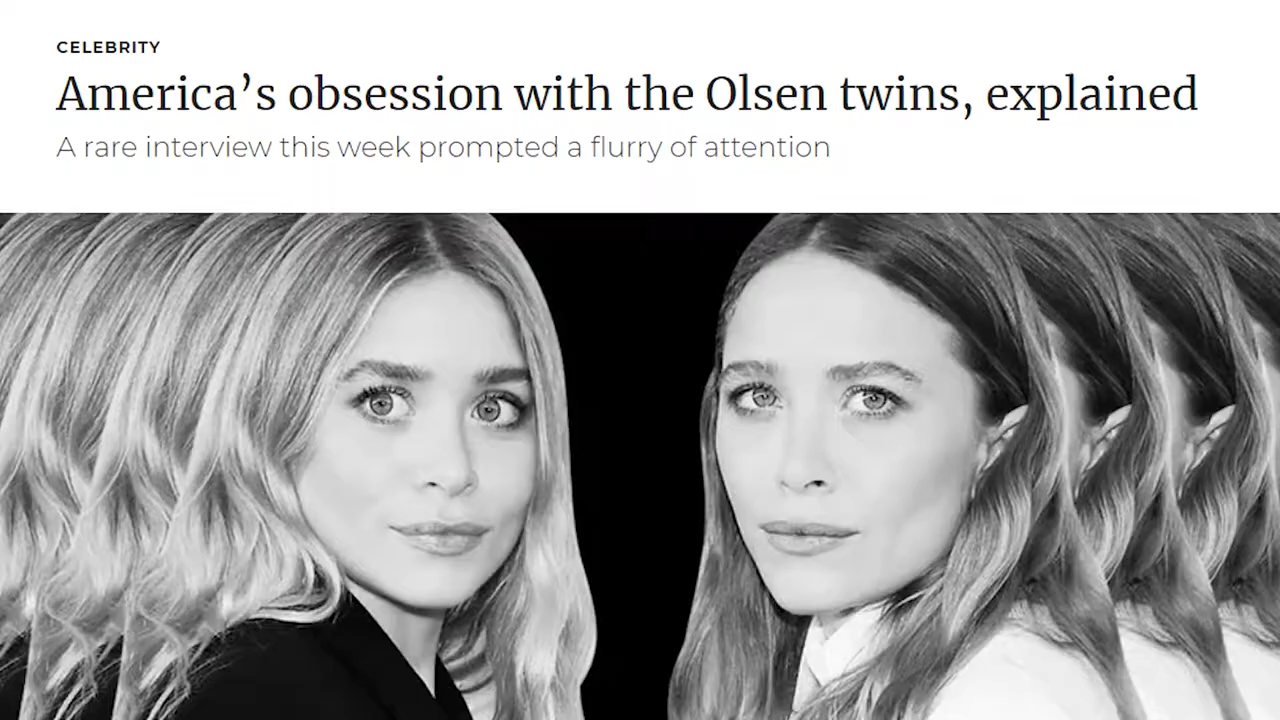 CELEBRITY
America’s obsession with the Olsen twins, explained
A rare interview this week prompted a flurry of attention